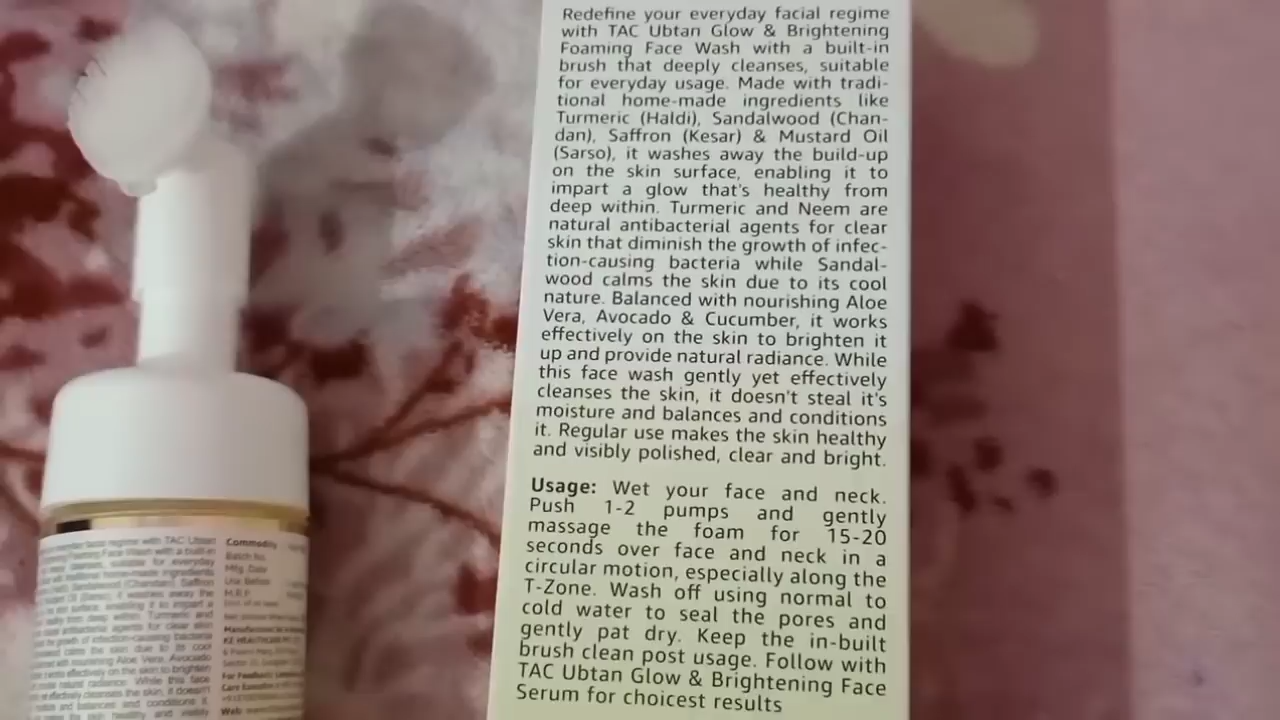 Redefine your everyday facial regime
with TAC Ubtan Glow & Brightening
Foaming Face Wash with a built-in
brush that deeply cleanses, suitable
for everyday usage. Made with tradi-
tional home-made ingredients like
Turmeric (Haldi), Sandalwood (Chan-
dan), Saffron (Kesar) & Mustard Oil
(Sarso), it washes away the build-up
on the skin surface, enabling it to
impart a glow that's healthy from
deep within. Turmeric and Neem are
natural antibacterial agents for clear
skin that diminish the growth of infec-
tion-causing bacteria while Sandal-
wood calms the skin due to its cool
nature. Balanced with nourishing Aloe
Vera, Avocado & Cucumber, it works
effectively on the skin to brighten it
up and provide natural radiance. While
this face wash gently yet effectively
cleanses the skin, it doesn't steal it's
moisture and balances and conditions
it. Regular use makes the skin healthy
and visibly polished, clear and bright.
Usage: Wet your face and neck.
Push 1-2 pumps and gently
massage the foam for 15-20
seconds over face and neck in a
circular motion, especially along the
T-Zone. Wash off using normal to
cold water to seal the pores and
gently pat dry. Keep the in-built
brush clean post usage. Follow with
TAC Ubtan Glow & Brightening Face
Serum for choicest results
facial regime with TAC Ubtan
Foaming Face Wash with a built-in
Commodity
Batch No.
Mfg. Date
Use Before
M.R.P.